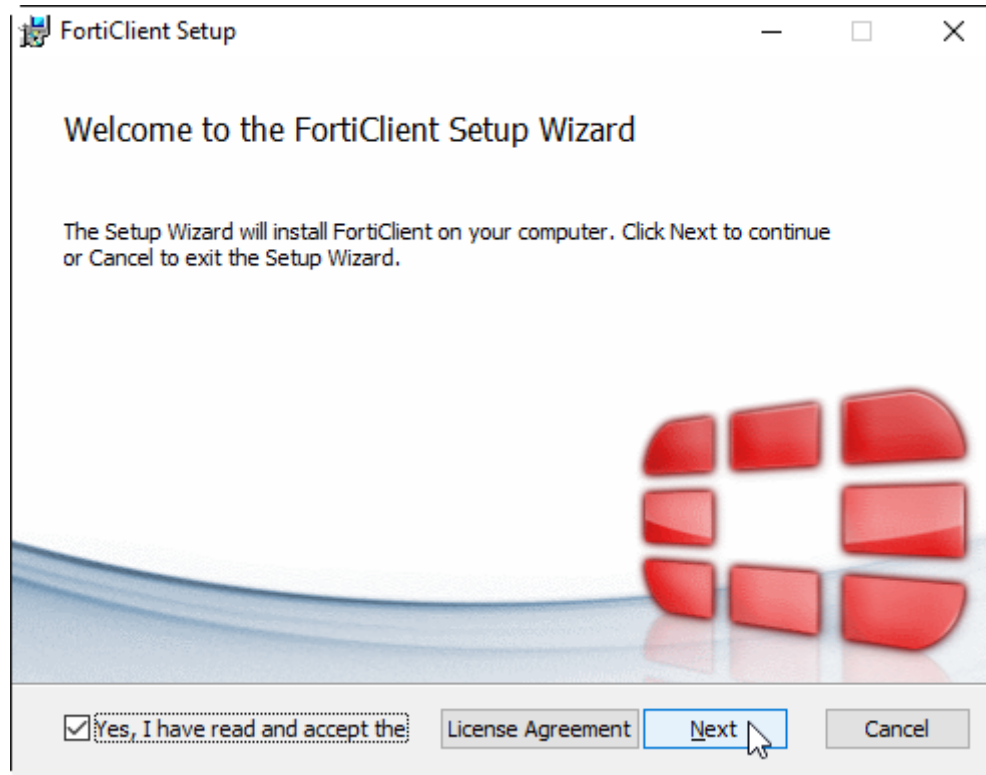 FortiClient Setup
Welcome to the FortiClient Setup Wizard
The Setup Wizard will install FortiClient on your computer. Click Next to continue
or Cancel to exit the Setup Wizard.
Yes, I have read and accept the License Agreement Next Cancel